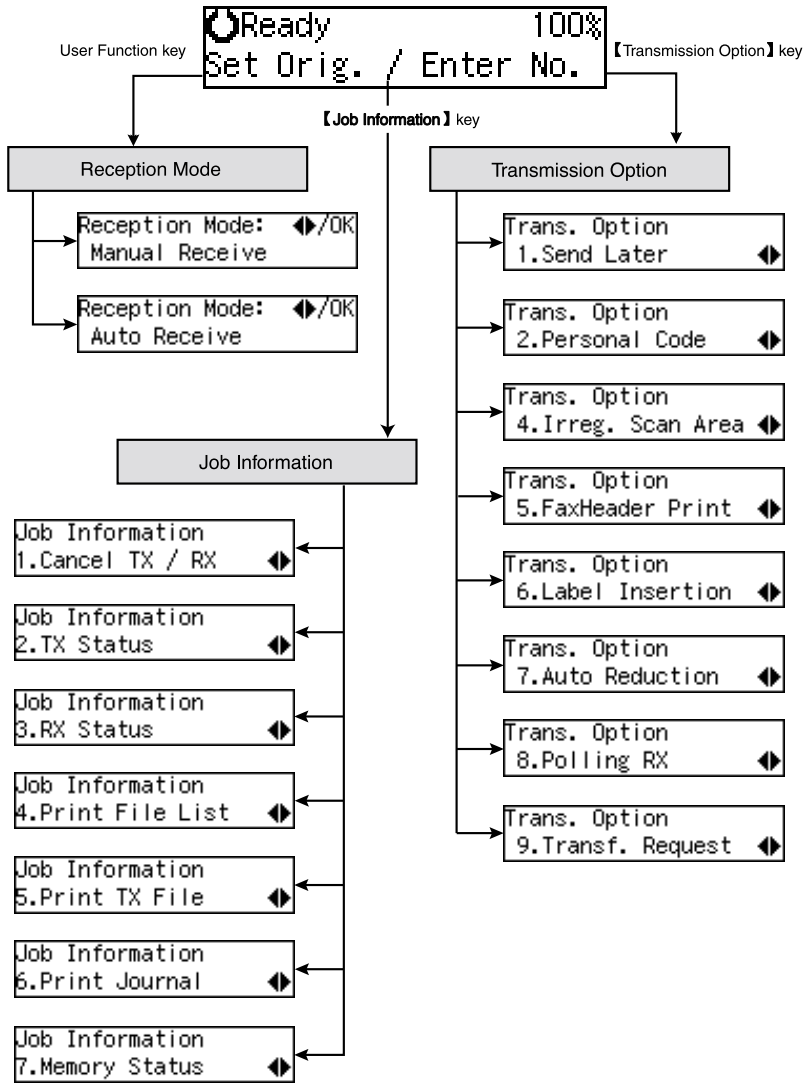 Ready 100%
Set Orig. / Enter No.
User Function key
【Transmission Option】key
【Job Information】key
Reception Mode
Reception Mode: ◀▶/OK
Manual Receive
Reception Mode: ◀▶/OK
Auto Receive
Transmission Option
Trans. Option
1.Send Later ◀▶
Trans. Option
2.Personal Code ◀▶
Trans. Option
4.Irreg. Scan Area ◀▶
Trans. Option
5.FaxHeader Print ◀▶
Trans. Option
6.Label Insertion ◀▶
Trans. Option
7.Auto Reduction ◀▶
Trans. Option
8.Polling RX ◀▶
Trans. Option
9.Transf. Request ◀▶
Job Information
Job Information
1.Cancel TX / RX ◀▶
Job Information
2.TX Status ◀▶
Job Information
3.RX Status ◀▶
Job Information
4.Print File List ◀▶
Job Information
5.Print TX File ◀▶
Job Information
6.Print Journal ◀▶
Job Information
7.Memory Status ◀▶